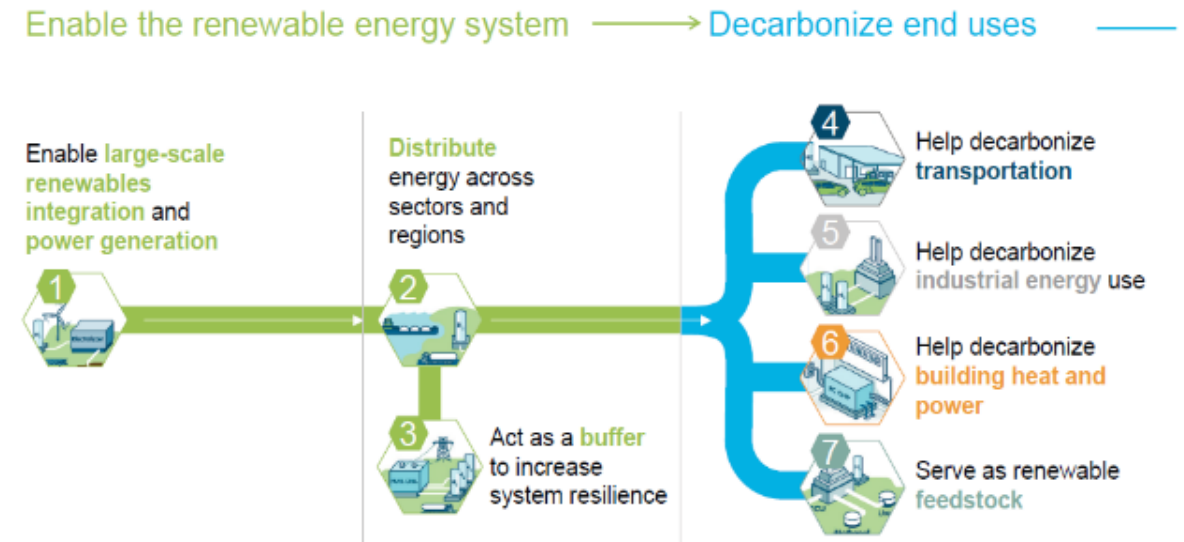 Enable the renewable energy system
Decarbonize end uses
Enable large-scale
renewables
integration and
power generation
1
Distribute
energy across
sectors and
regions
2
3
Act as a buffer
to increase
system resilience
4
Help decarbonize
transportation
5
Help decarbonize
industrial energy use
6
Help decarbonize
building heat and
power
7
Serve as renewable
feedstock